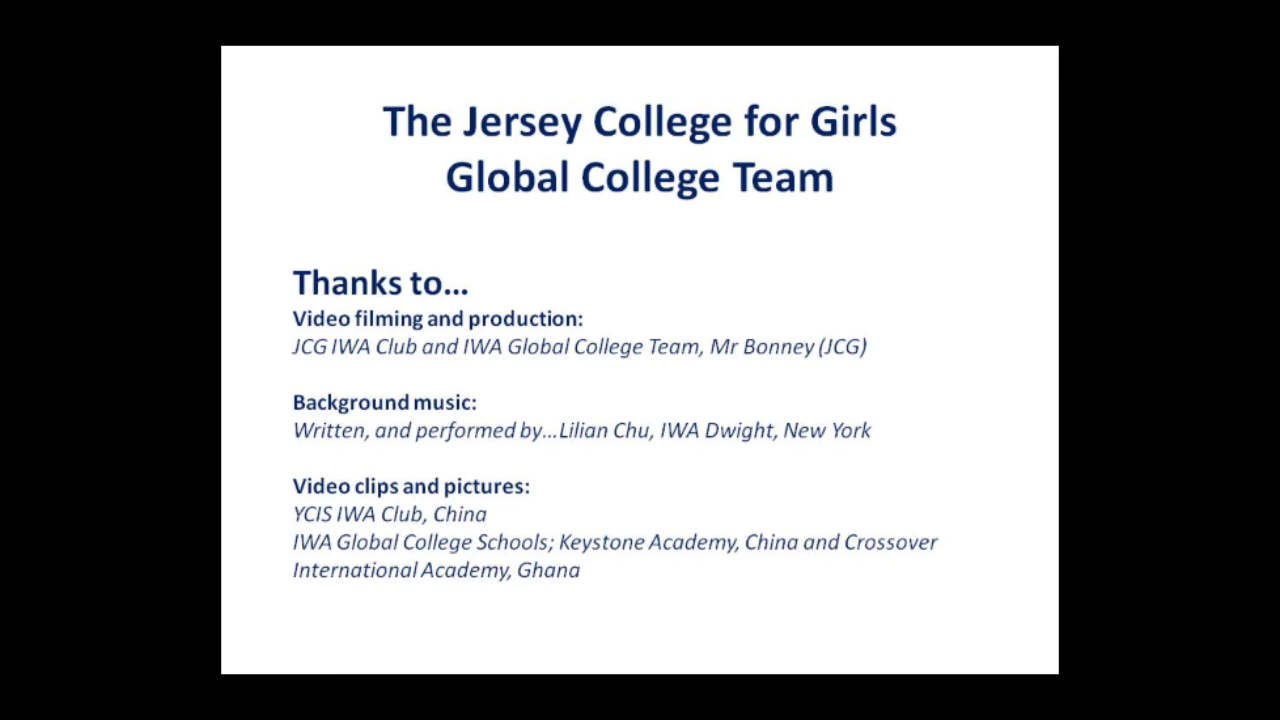 The Jersey College for Girls
Global College Team
Thanks to...
Video filming and production:
JCG IWA Club and IWA Global College Team, Mr Bonney (JCG)
Background music:
Written, and performed by...Lilian Chu, IWA Dwight, New York
Video clips and pictures:
YCIS IWA Club, China
IWA Global College Schools; Keystone Academy, China and Crossover
International Academy, Ghana